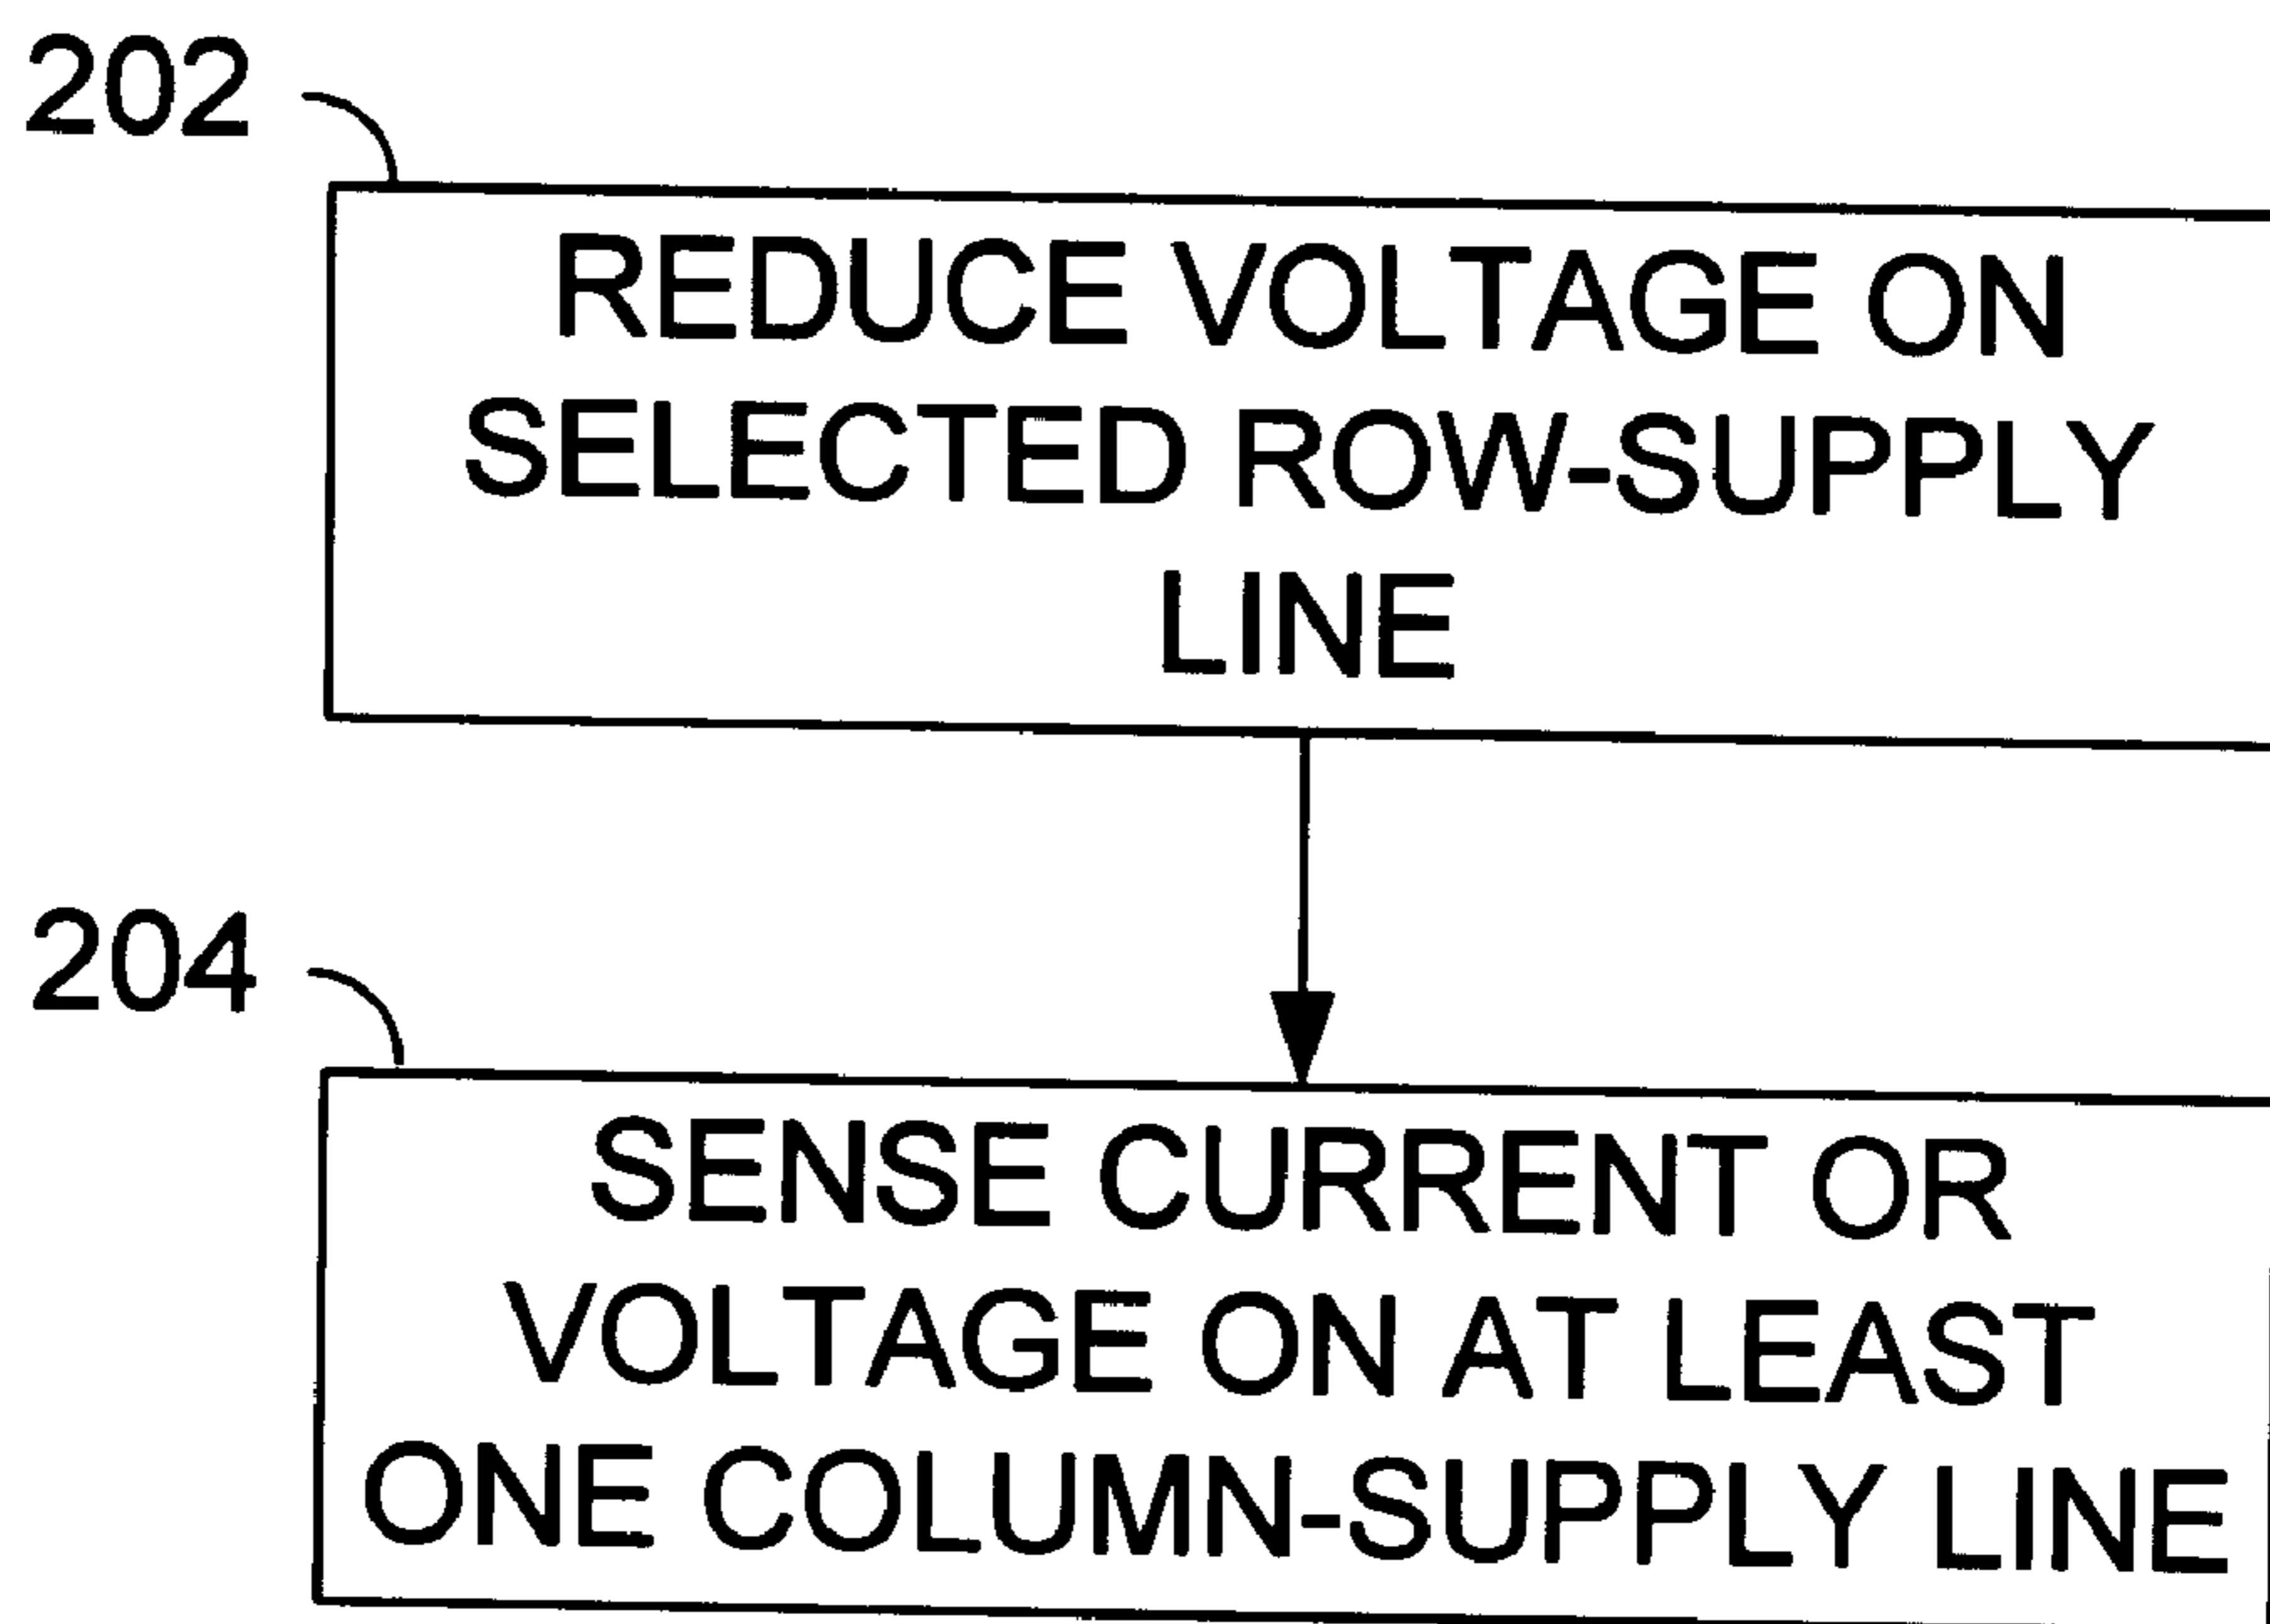 202
REDUCE VOLTAGE ON
SELECTED ROW-SUPPLY
LINE
204
SENSE CURRENT OR
VOLTAGE ON AT LEAST
ONE COLUMN-SUPPLY LINE